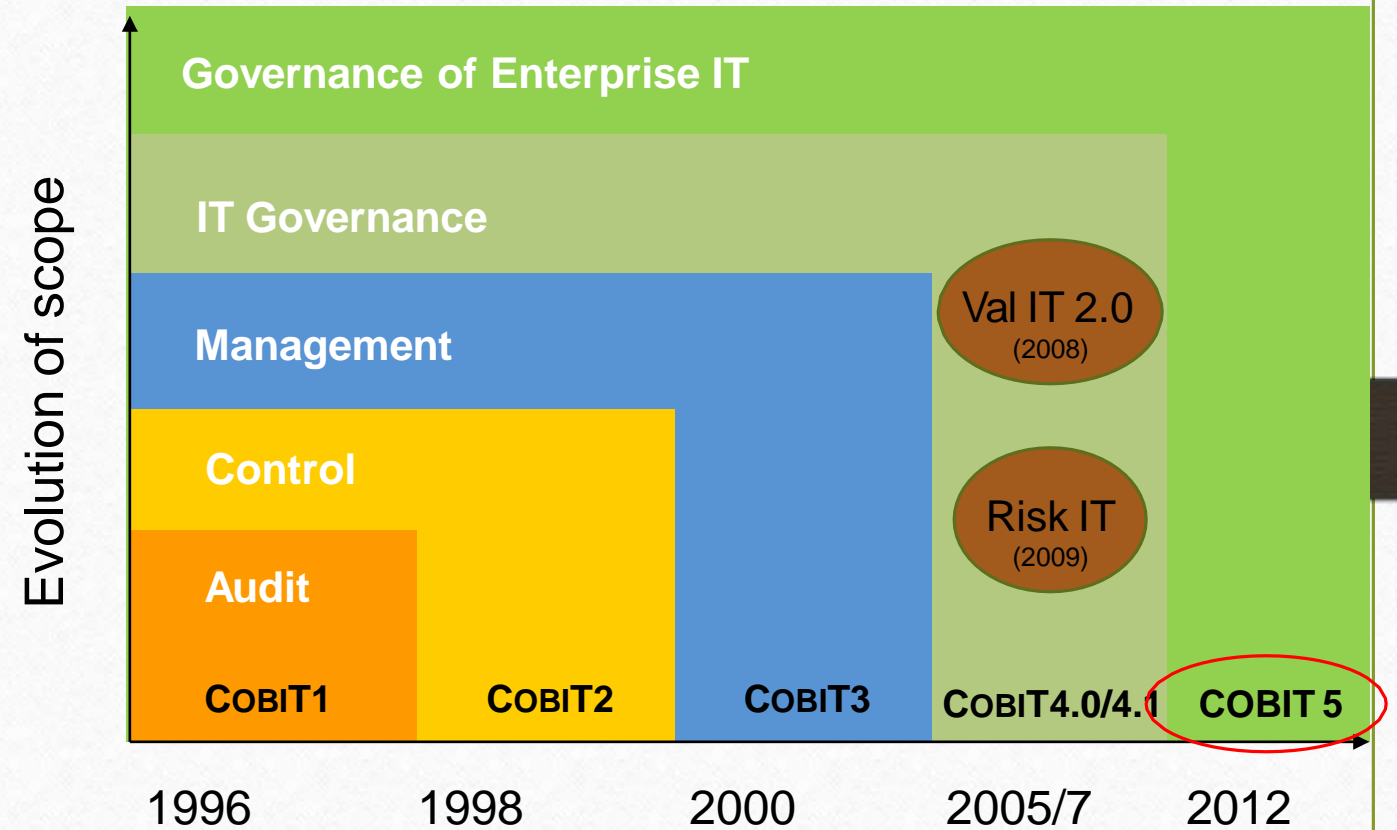 Evolution of scope
Governance of Enterprise IT
IT Governance
Val IT 2.0
(2008)
Management
Control
Risk IT
(2009)
Audit
COBIT1
COBIT2
COBIT3
COBIT4.0/4.1
COBIT 5
1996
1998
2000
2005/7
2012